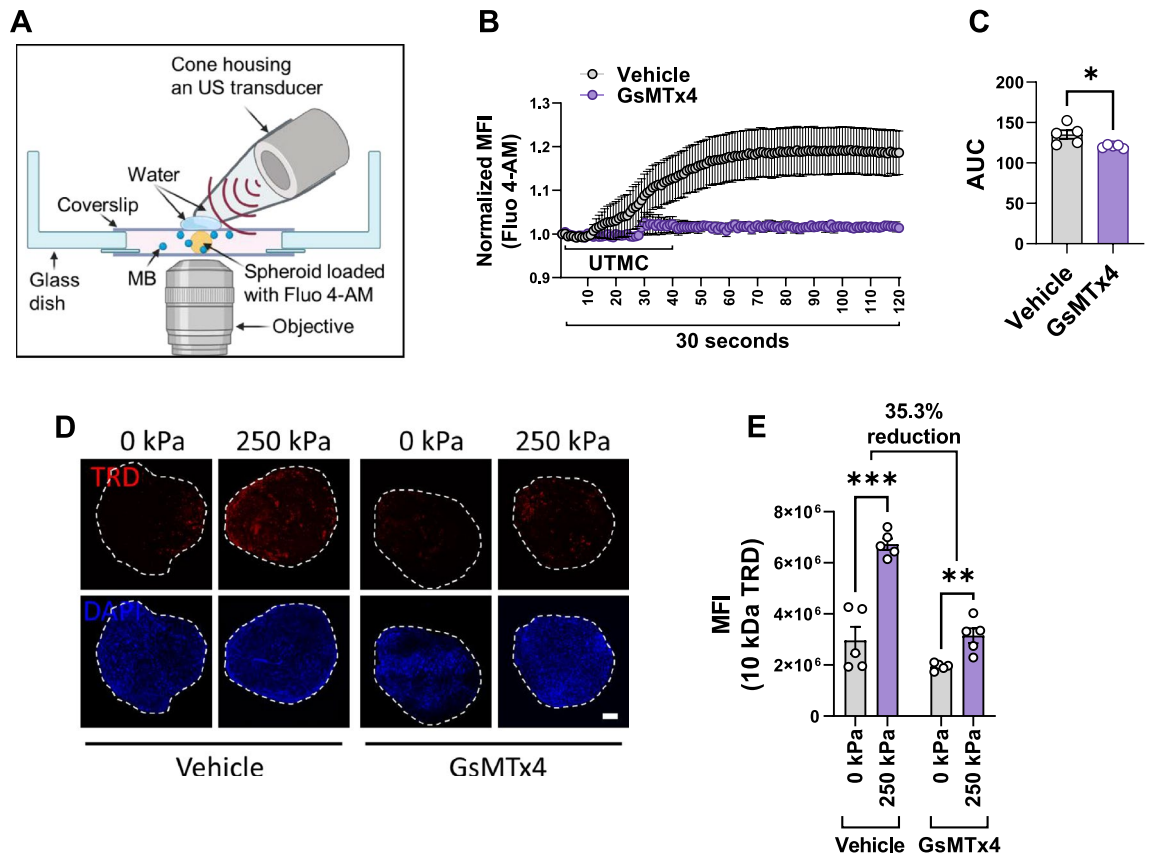 A
Cone housing
an US transducer
Water
Coverslip
Glass
dish
MB
Spheroid loaded
with Fluo 4-AM
Objective
B
Vehicle
GsMTx4
Normalized MFI
(Fluo 4-AM)
1.3
1.2
1.1
1.0
0.9
UTMC
10
20
30
40
50
60
70
80
90
100
110
120
30 seconds
C
*
AUC
200
150
100
50
0
Vehicle
GsMTx4
D
0 kPa 250 kPa 0 kPa 250 kPa
TRD
DAPI
Vehicle GsMTx4
E
35.3%
reduction
***
**
MFI
(10 kDa TRD)
8×10⁶
6×10⁶
4×10⁶
2×10⁶
0
0 kPa
250 kPa
0 kPa
250 kPa
Vehicle GsMTx4